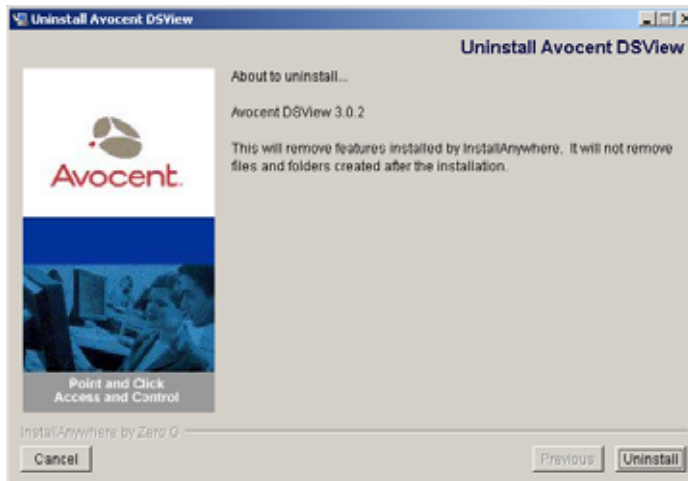 Uninstall Avocent DSView
Uninstall Avocent DSView
About to uninstall...
Avocent DSView 3.0.2
This will remove features installed by InstallAnywhere. It will not remove
files and folders created after the installation.
Avocent.
Point and Click
Access and Control
InstallAnywhere by Zero G
Cancel
Previous
Uninstall